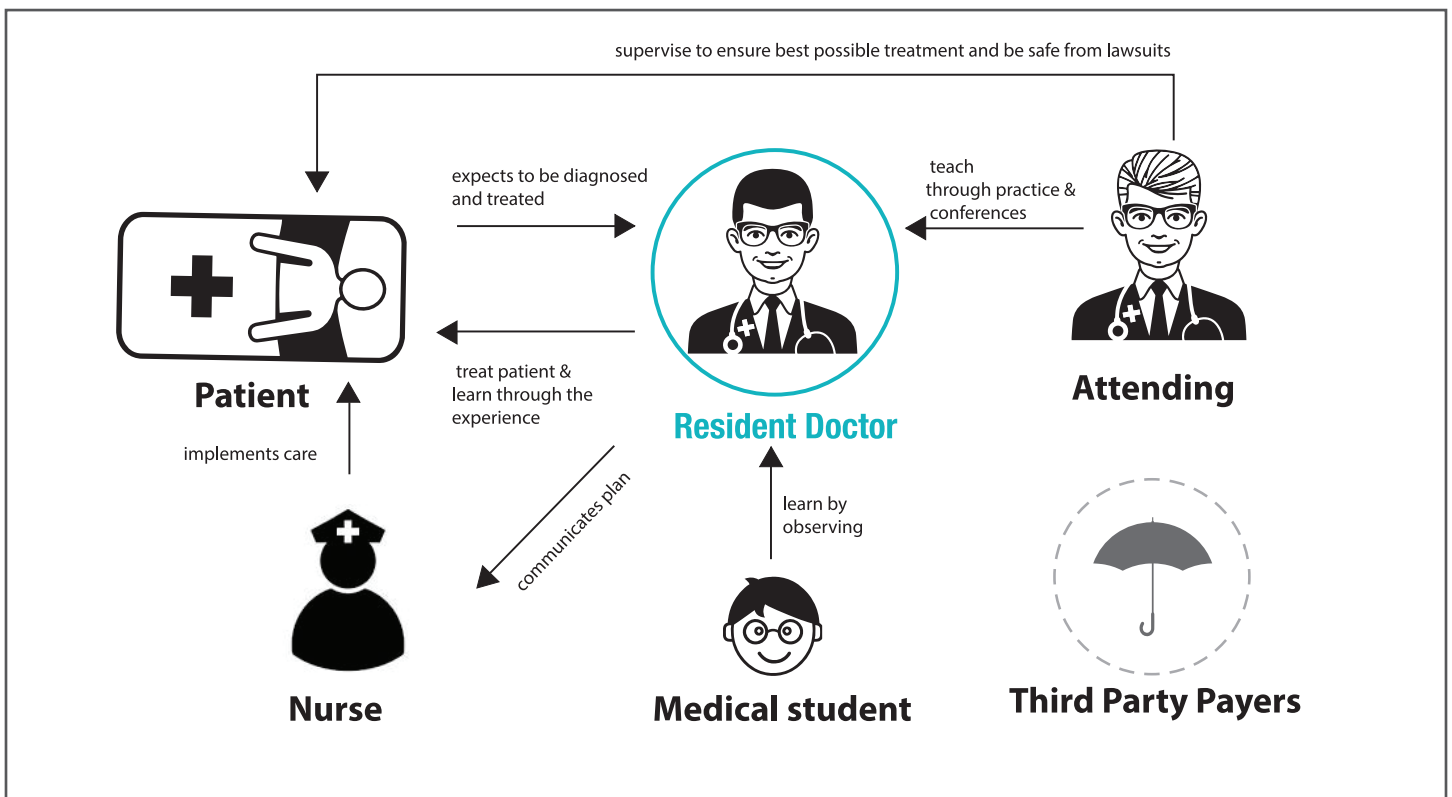 supervise to ensure best possible treatment and be safe from lawsuits
expects to be diagnosed
and treated
teach
through practice &
conferences
treat patient &
learn through the
experience
Patient
Resident Doctor
Attending
implements care
communicates plan
learn by
observing
Nurse
Medical student
Third Party Payers